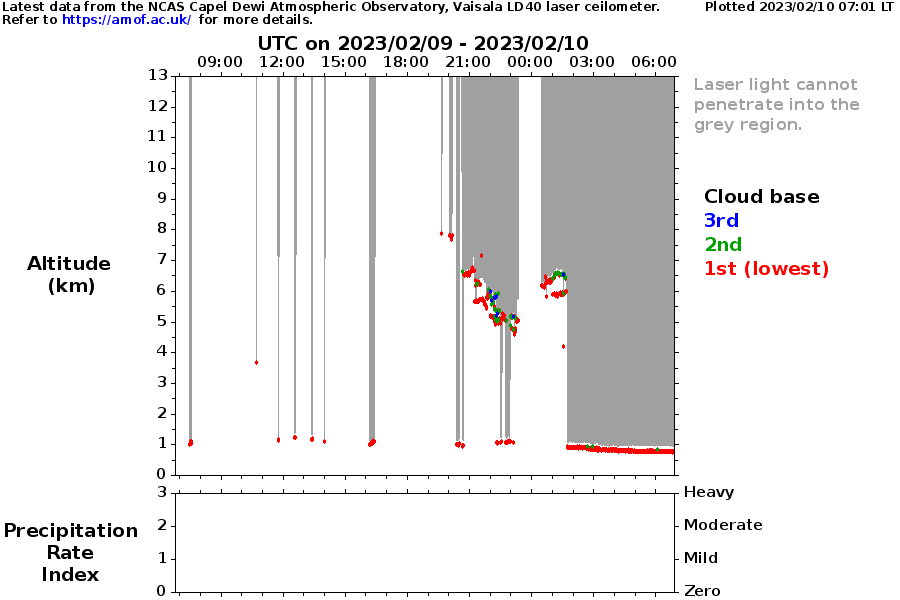 Latest data from the NCAS Capel Dewi Atmospheric Observatory, Vaisala LD40 laser ceilometer. Plotted 2023/02/10 07:01 LT
Refer to https://amof.ac.uk/ for more details.
UTC on 2023/02/09 - 2023/02/10
09:00 12:00 15:00 18:00 21:00 00:00 03:00 06:00
13
12
11
10
9
8
7
6
5
4
3
2
1
0
Altitude
(km)
Laser light cannot
penetrate into the
grey region.
Cloud base
3rd
2nd
1st (lowest)
3 Heavy
2 Moderate
1 Mild
0 Zero
Precipitation
Rate
Index